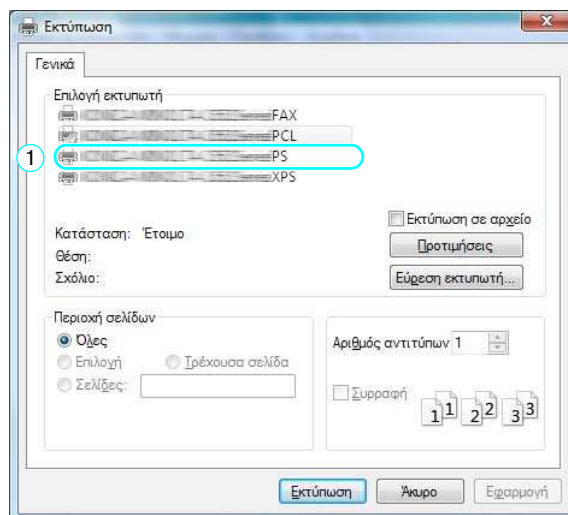 Εκτύπωση
Γενικά
Επιλογή εκτυπωτή
FAX
PCL
1 PS
XPS
Εκτύπωση σε αρχείο
Κατάσταση: Έτοιμο
Προτιμήσεις
Θέση:
Σχόλιο:
Εύρεση εκτυπωτή...
Περιοχή σελίδων
Όλες
Επιλογή Τρέχουσα σελίδα
Σελίδες:
Αριθμός αντιτύπων 1
Συρραφή
1 1 2 2 3 3
Εκτύπωση Άκυρο Εφαρμογή